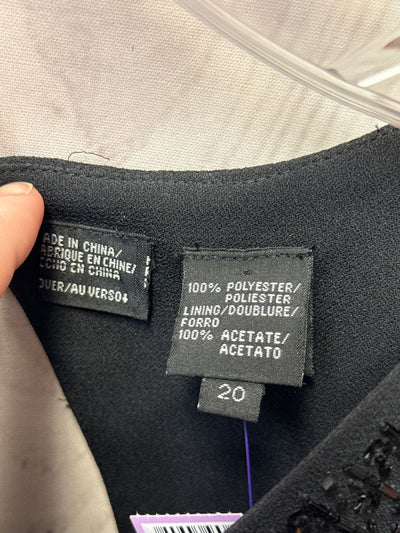 ADE IN CHINA/
BRIQUE EN CHINE/
ECHO EN CHINA
OVER/AU VERSO
100% POLYESTER/
POLIESTER
LINING/DOUBLURE/
FORRO
100% ACETATE/
ACETATO
20